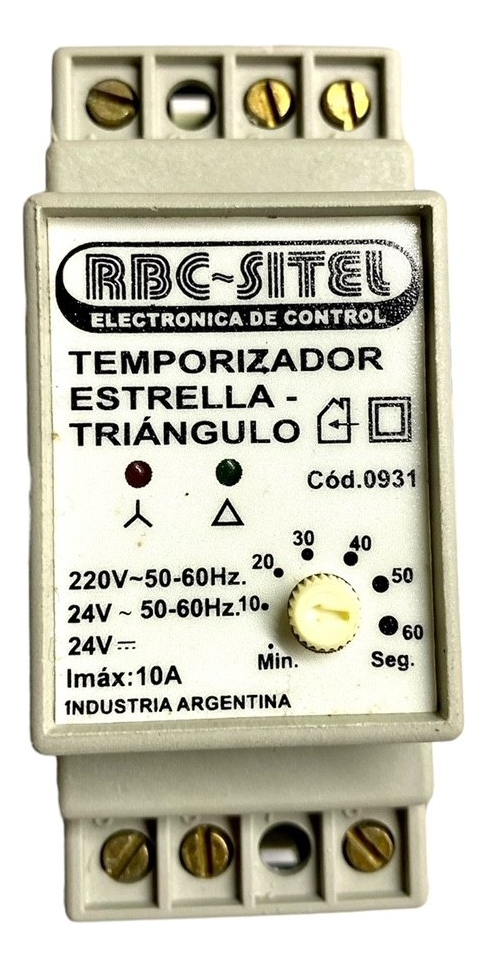 RBC~SITEL
ELECTRONICA DE CONTROL
TEMPORIZADOR
ESTRELLA -
TRIÁNGULO
Cód.0931
220V~50-60Hz.
24V ~ 50-60Hz.
24V⎓
Imáx:10A
INDUSTRIA ARGENTINA
Min.
10
20
30
40
50
60
Seg.